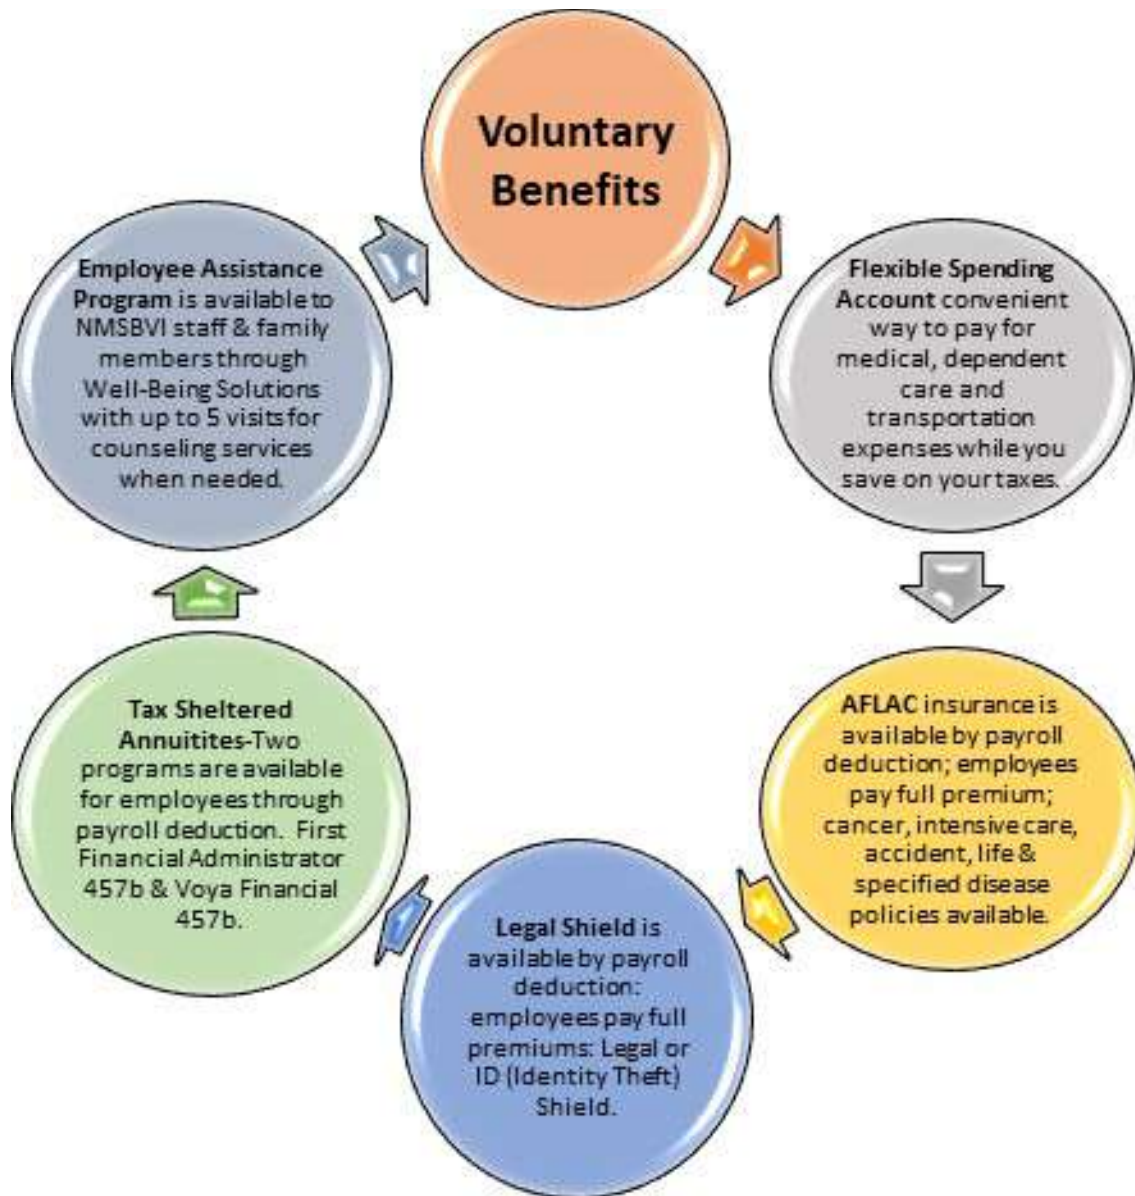 Voluntary
Benefits
Flexible Spending
Account convenient
way to pay for
medical, dependent
care and
transportation
expenses while you
save on your taxes.
AFLAC insurance is
available by payroll
deduction; employees
pay full premium;
cancer, intensive care,
accident, life &
specified disease
policies available.
Legal Shield is
available by payroll
deduction:
employees pay full
premiums: Legal or
ID (Identity Theft)
Shield.
Tax Sheltered
Annuitites-Two
programs are available
for employees through
payroll deduction. First
Financial Administrator
457b & Voya Financial
457b.
Employee Assistance
Program is available to
NMSBVI staff & family
members through
Well-Being Solutions
with up to 5 visits for
counseling services
when needed.